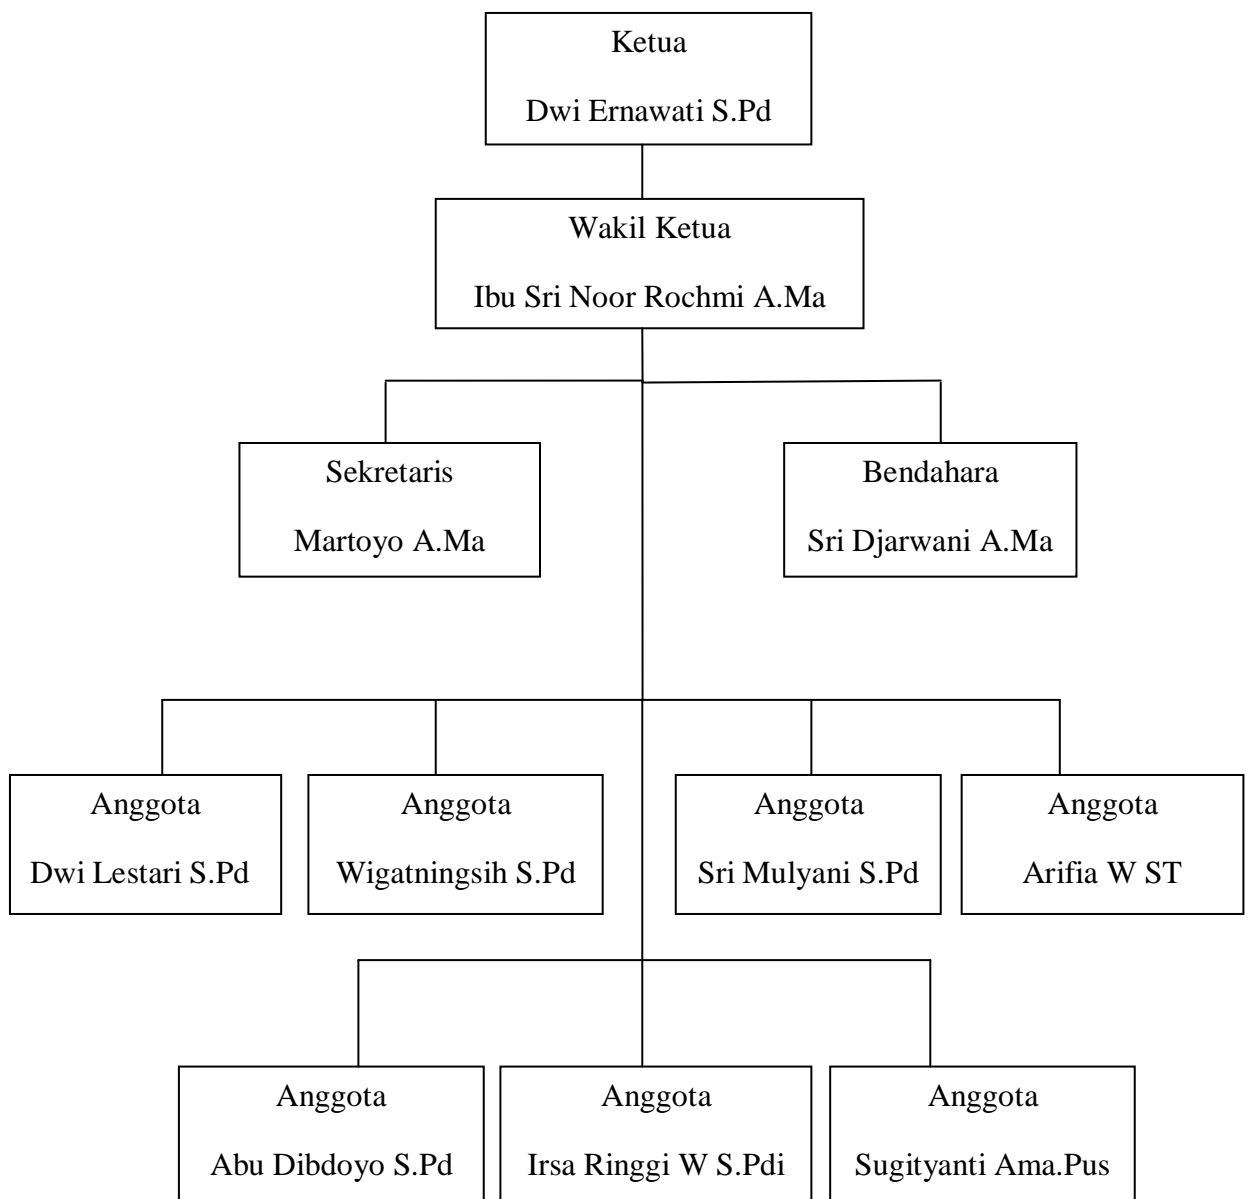 Ketua
Dwi Ernawati S.Pd
Wakil Ketua
Ibu Sri Noor Rochmi A.Ma
Sekretaris
Martoyo A.Ma
Bendahara
Sri Djarwani A.Ma
Anggota
Dwi Lestari S.Pd
Anggota
Wigatningsih S.Pd
Anggota
Sri Mulyani S.Pd
Anggota
Arifia W ST
Anggota
Abu Dibdoyo S.Pd
Anggota
Irsa Ringgi W S.Pdi
Anggota
Sugityanti Ama.Pus